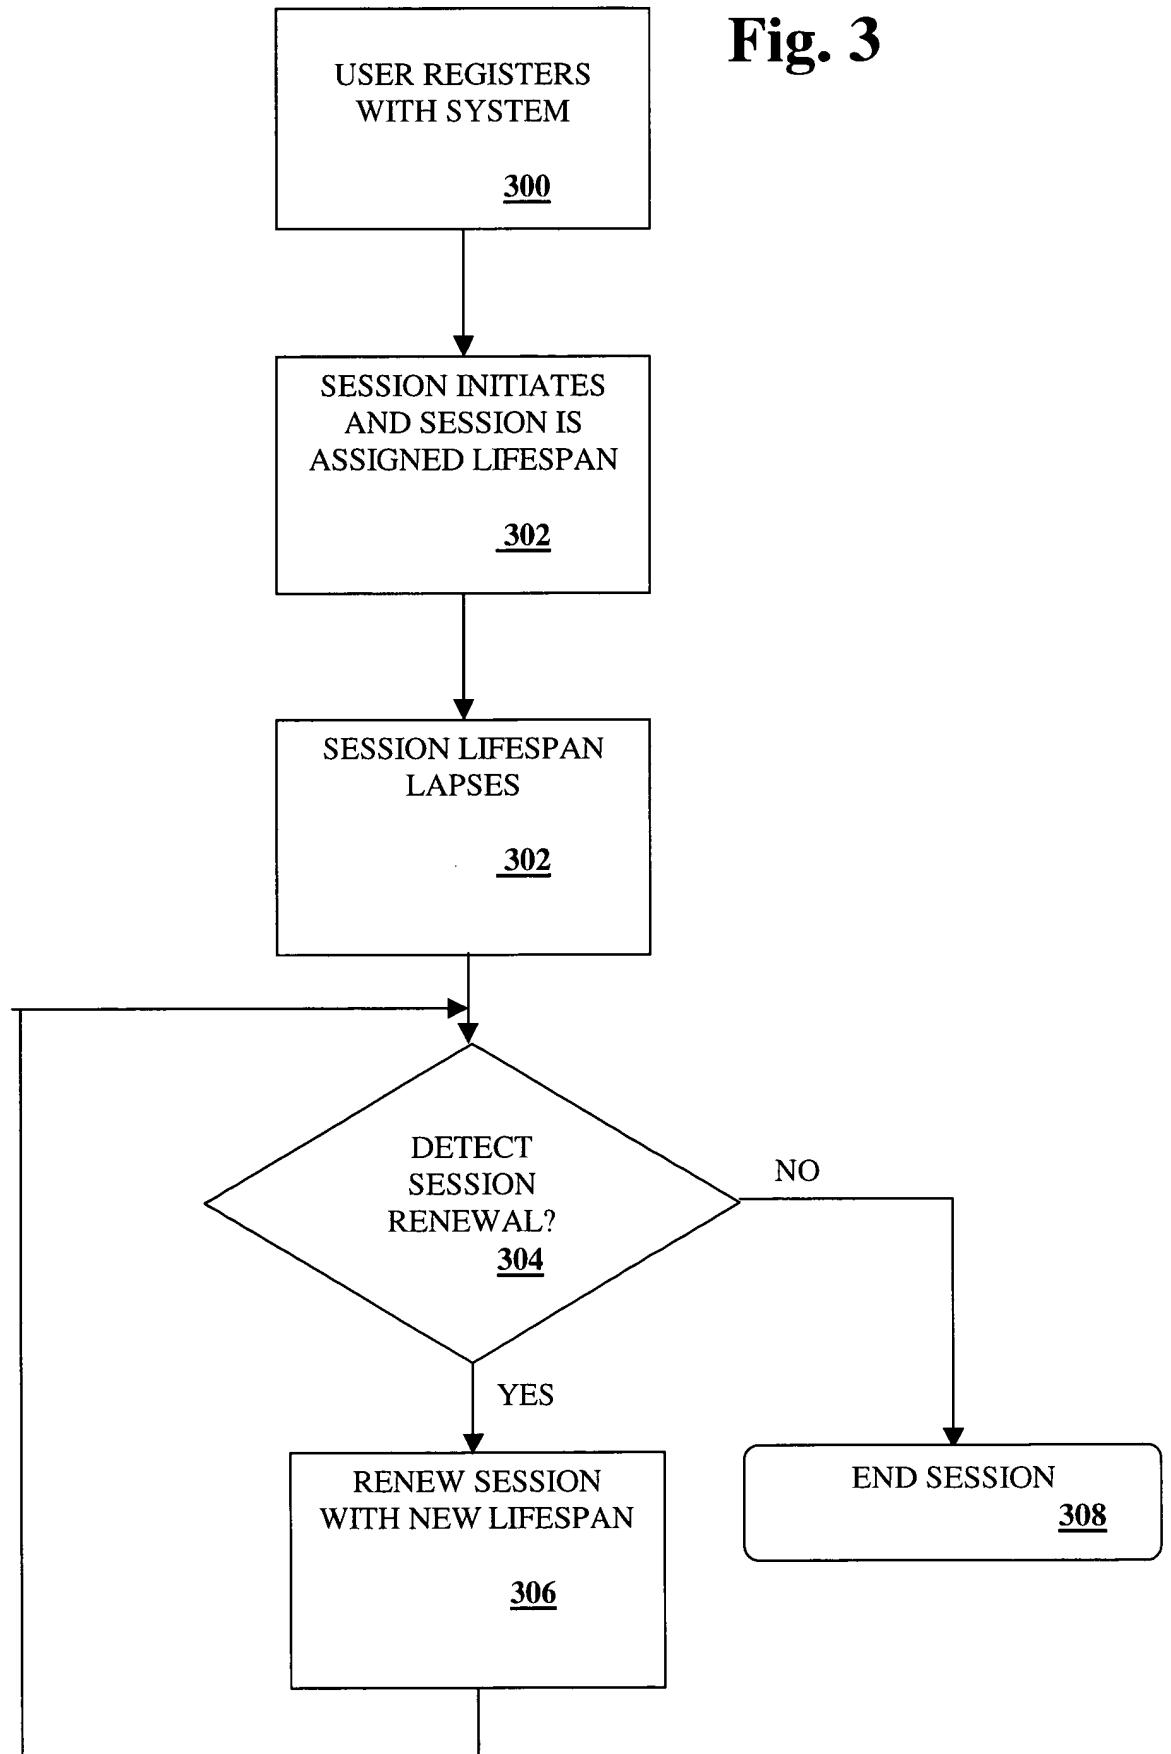 Fig. 3
USER REGISTERS
WITH SYSTEM
300
SESSION INITIATES
AND SESSION IS
ASSIGNED LIFESPAN
302
SESSION LIFESPAN
LAPSES
302
DETECT
SESSION
RENEWAL?
304
NO
YES
RENEW SESSION
WITH NEW LIFESPAN
306
END SESSION
308